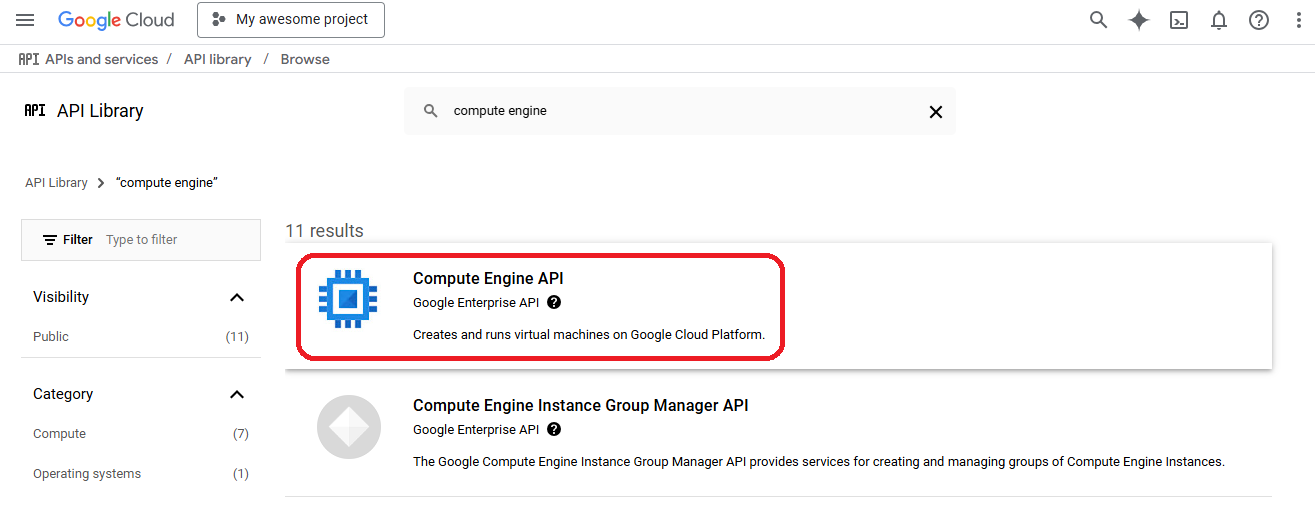 Google Cloud My awesome project
API APIs and services / API library / Browse
API API Library
compute engine
API Library “compute engine”
Filter Type to filter
11 results
Visibility
Public (11)
Category
Compute (7)
Operating systems (1)
Compute Engine API
Google Enterprise API
Creates and runs virtual machines on Google Cloud Platform.
Compute Engine Instance Group Manager API
Google Enterprise API
The Google Compute Engine Instance Group Manager API provides services for creating and managing groups of Compute Engine Instances.